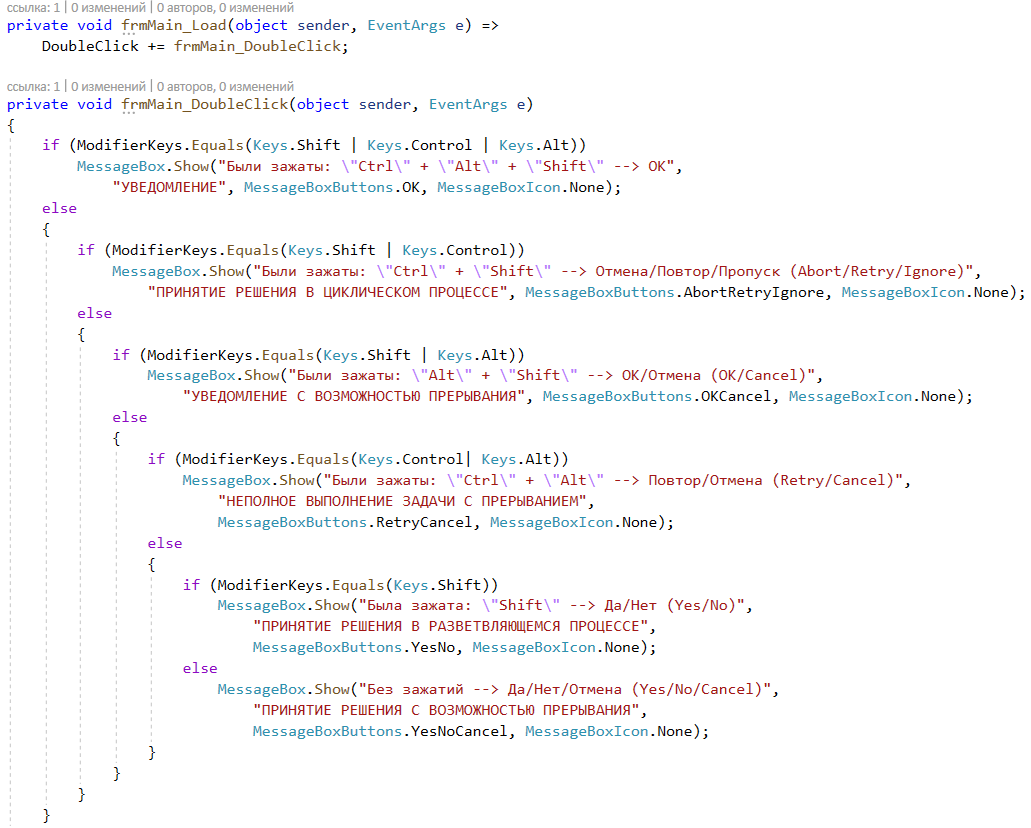 ссылка: 1 | 0 изменений | 0 авторов, 0 изменений
private void frmMain_Load(object sender, EventArgs e) =>
    DoubleClick += frmMain_DoubleClick;
ссылка: 1 | 0 изменений | 0 авторов, 0 изменений
private void frmMain_DoubleClick(object sender, EventArgs e)
{
    if (ModifierKeys.Equals(Keys.Shift | Keys.Control | Keys.Alt))
        MessageBox.Show("Были зажаты: \"Ctrl\" + \"Alt\" + \"Shift\" --> OK",
            "УВЕДОМЛЕНИЕ", MessageBoxButtons.OK, MessageBoxIcon.None);
    else
    {
        if (ModifierKeys.Equals(Keys.Shift | Keys.Control))
            MessageBox.Show("Были зажаты: \"Ctrl\" + \"Shift\" --> Отмена/Повтор/Пропуск (Abort/Retry/Ignore)",
                "ПРИНЯТИЕ РЕШЕНИЯ В ЦИКЛИЧЕСКОМ ПРОЦЕССЕ", MessageBoxButtons.AbortRetryIgnore, MessageBoxIcon.None);
        else
        {
            if (ModifierKeys.Equals(Keys.Shift | Keys.Alt))
                MessageBox.Show("Были зажаты: \"Alt\" + \"Shift\" --> OK/Отмена (OK/Cancel)",
                    "УВЕДОМЛЕНИЕ С ВОЗМОЖНОСТЬЮ ПРЕРЫВАНИЯ", MessageBoxButtons.OKCancel, MessageBoxIcon.None);
            else
            {
                if (ModifierKeys.Equals(Keys.Control| Keys.Alt))
                    MessageBox.Show("Были зажаты: \"Ctrl\" + \"Alt\" --> Повтор/Отмена (Retry/Cancel)",
                        "НЕПОЛНОЕ ВЫПОЛНЕНИЕ ЗАДАЧИ С ПРЕРЫВАНИЕМ",
                        MessageBoxButtons.RetryCancel, MessageBoxIcon.None);
                else
                {
                    if (ModifierKeys.Equals(Keys.Shift))
                        MessageBox.Show("Была зажата: \"Shift\" --> Да/Нет (Yes/No)",
                            "ПРИНЯТИЕ РЕШЕНИЯ В РАЗВЕТВЛЯЮЩЕМСЯ ПРОЦЕССЕ",
                            MessageBoxButtons.YesNo, MessageBoxIcon.None);
                    else
                        MessageBox.Show("Без зажатий --> Да/Нет/Отмена (Yes/No/Cancel)",
                            "ПРИНЯТИЕ РЕШЕНИЯ С ВОЗМОЖНОСТЬЮ ПРЕРЫВАНИЯ",
                            MessageBoxButtons.YesNoCancel, MessageBoxIcon.None);
                }
            }
        }
    }